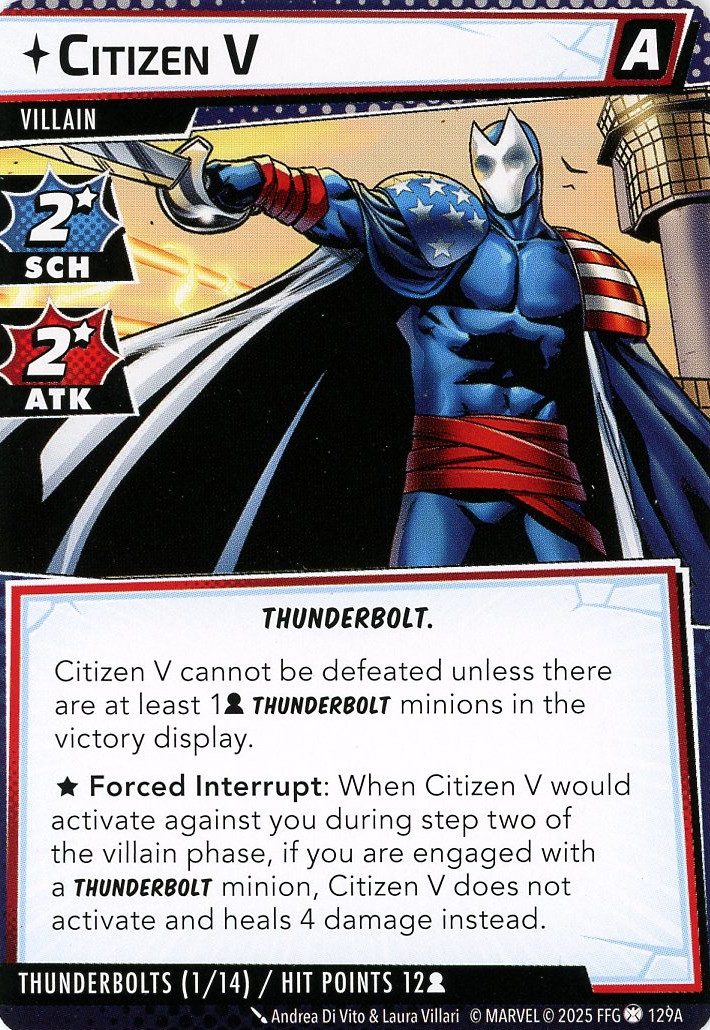 CITIZEN V
A
VILLAIN
2★
SCH
2★
ATK
THUNDERBOLT.
Citizen V cannot be defeated unless there
are at least 1 THUNDERBOLT minions in the
victory display.
★ Forced Interrupt: When Citizen V would
activate against you during step two of
the villain phase, if you are engaged with
a THUNDERBOLT minion, Citizen V does not
activate and heals 4 damage instead.
THUNDERBOLTS (1/14) / HIT POINTS 12
Andrea Di Vito & Laura Villari © MARVEL © 2025 FFG 129A